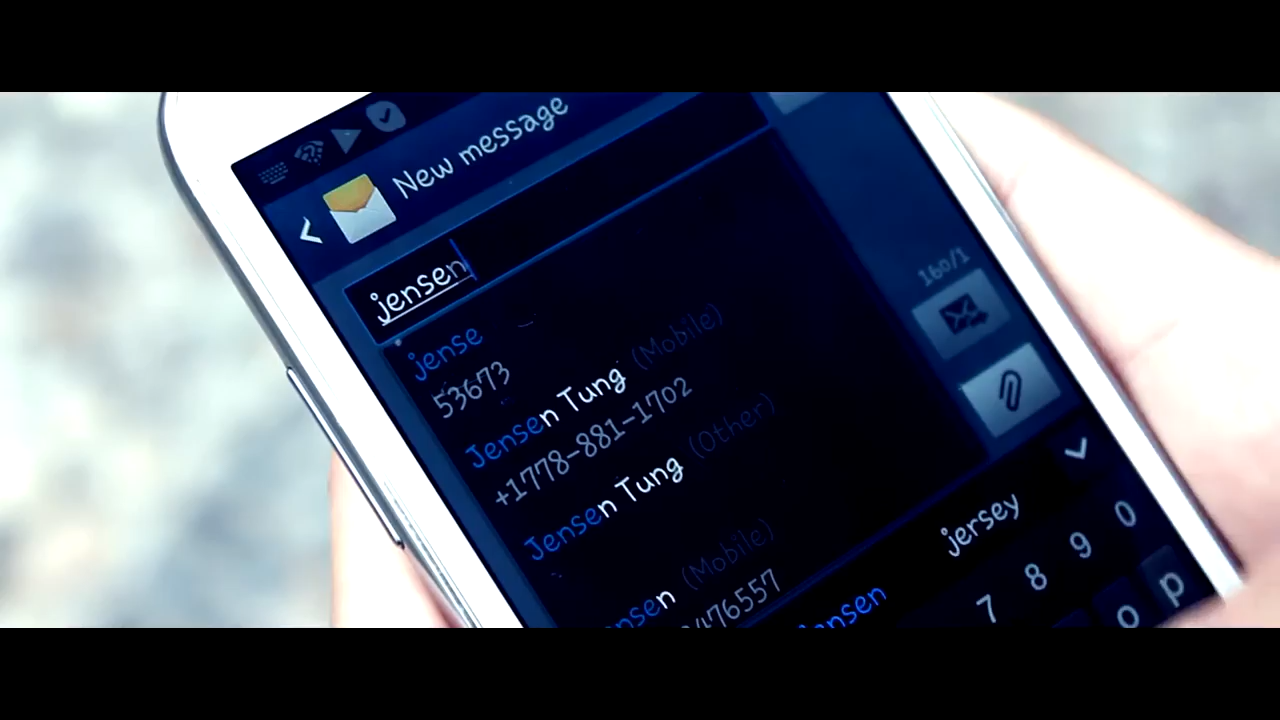 New message
jensen
160/1
jense
53673
Jensen Tung (Mobile)
+1778-881-1702
Jensen Tung (Other)
(Mobile)
476557
jensen
jersey
7 8 9 0
o p